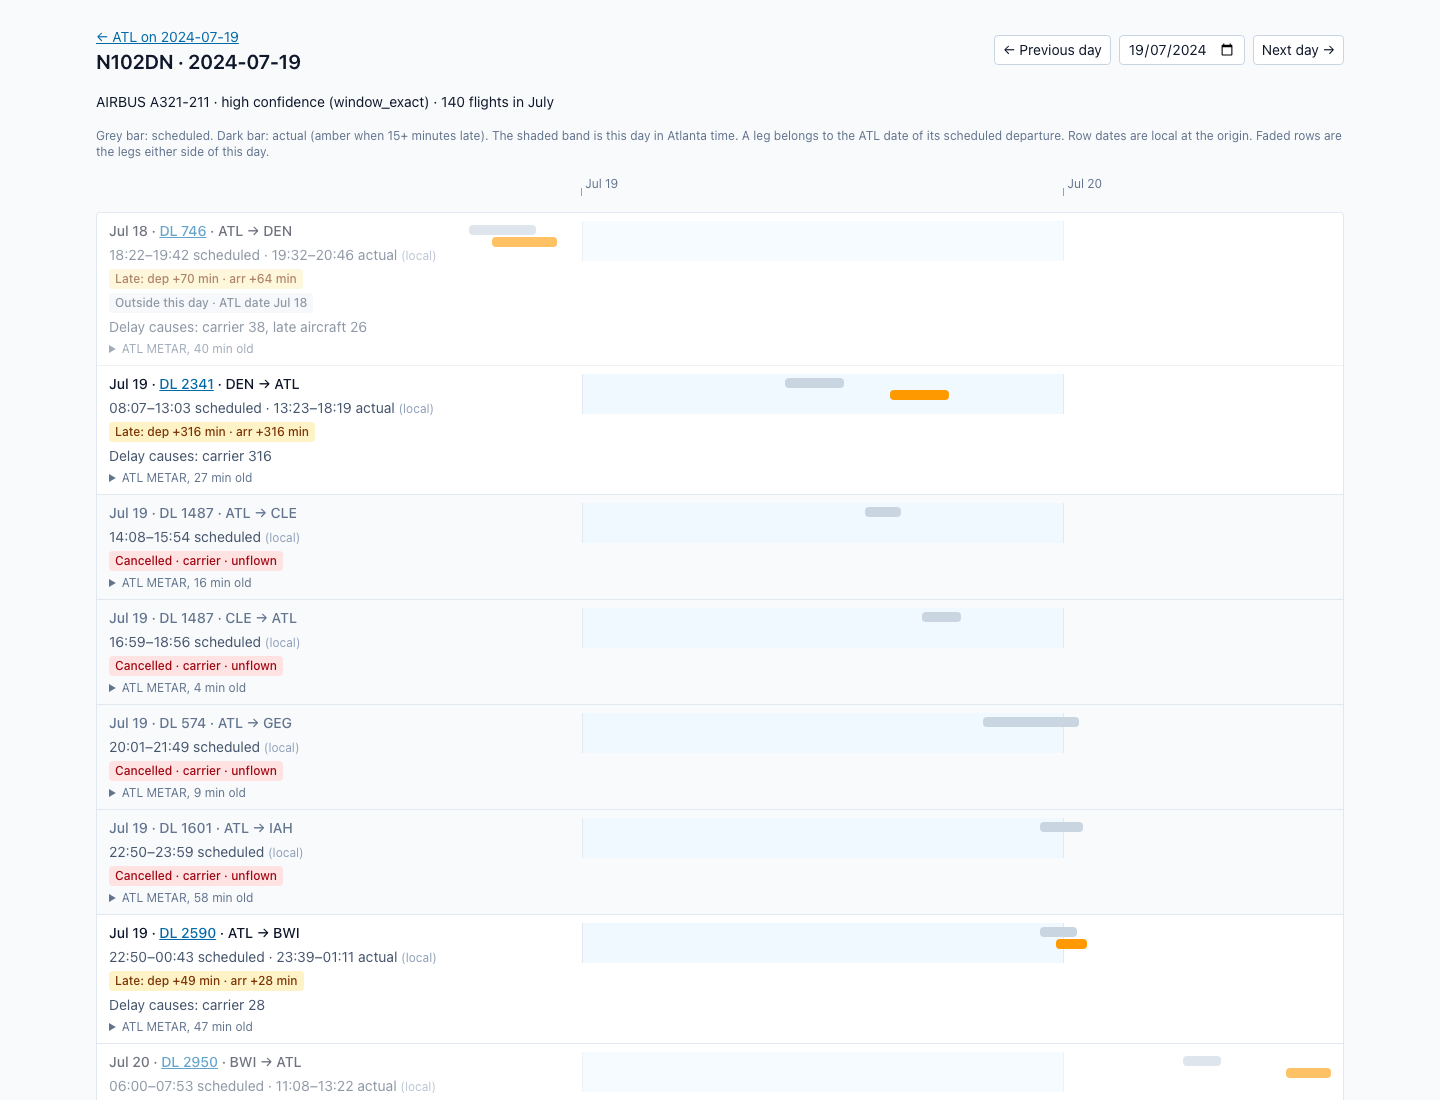 ← ATL on 2024-07-19
N102DN · 2024-07-19
← Previous day
19/07/2024
Next day →
AIRBUS A321-211 · high confidence (window_exact) · 140 flights in July
Grey bar: scheduled. Dark bar: actual (amber when 15+ minutes late). The shaded band is this day in Atlanta time. A leg belongs to the ATL date of its scheduled departure. Row dates are local at the origin. Faded rows are
the legs either side of this day.
Jul 19
Jul 20
Jul 18 · DL 746 · ATL → DEN
18:22–19:42 scheduled · 19:32–20:46 actual (local)
Late: dep +70 min · arr +64 min
Outside this day · ATL date Jul 18
Delay causes: carrier 38, late aircraft 26
▶ ATL METAR, 40 min old
Jul 19 · DL 2341 · DEN → ATL
08:07–13:03 scheduled · 13:23–18:19 actual (local)
Late: dep +316 min · arr +316 min
Delay causes: carrier 316
▶ ATL METAR, 27 min old
Jul 19 · DL 1487 · ATL → CLE
14:08–15:54 scheduled (local)
Cancelled · carrier · unflown
▶ ATL METAR, 16 min old
Jul 19 · DL 1487 · CLE → ATL
16:59–18:56 scheduled (local)
Cancelled · carrier · unflown
▶ ATL METAR, 4 min old
Jul 19 · DL 574 · ATL → GEG
20:01–21:49 scheduled (local)
Cancelled · carrier · unflown
▶ ATL METAR, 9 min old
Jul 19 · DL 1601 · ATL → IAH
22:50–23:59 scheduled (local)
Cancelled · carrier · unflown
▶ ATL METAR, 58 min old
Jul 19 · DL 2590 · ATL → BWI
22:50–00:43 scheduled · 23:39–01:11 actual (local)
Late: dep +49 min · arr +28 min
Delay causes: carrier 28
▶ ATL METAR, 47 min old
Jul 20 · DL 2950 · BWI → ATL
06:00–07:53 scheduled · 11:08–13:22 actual (local)